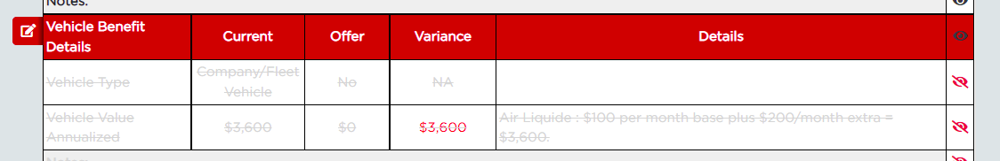 Notes:
Vehicle Benefit
Details
Current
Offer
Variance
Details
Vehicle Type
Company/Fleet
Vehicle
No
NA
Vehicle Value
Annualized
$3,600
$0
$3,600
Air Liquide : $100 per month base plus $200/month extra =
$3,600.
Notes: